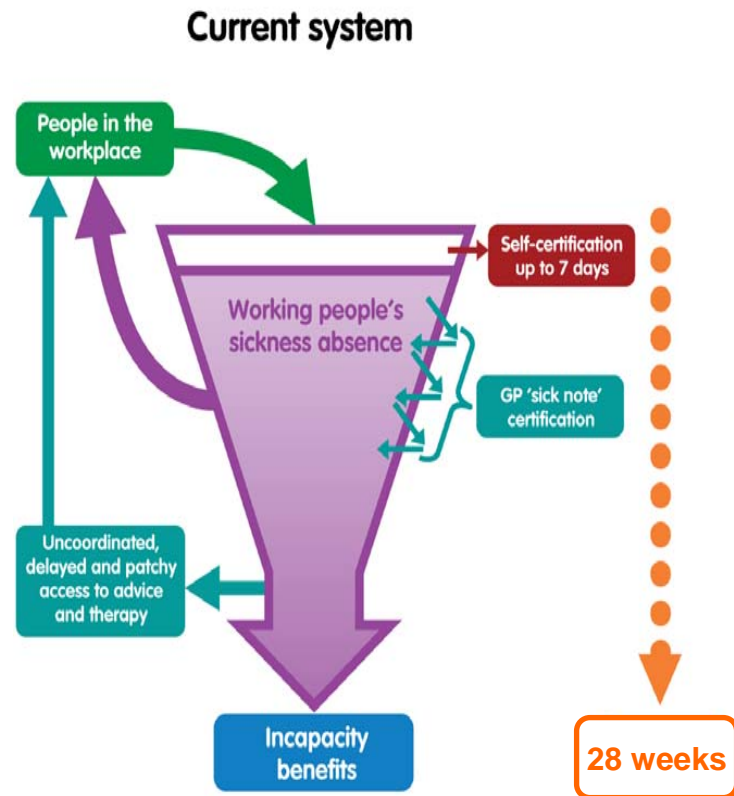 Current system
People in the
workplace
Self-certification
up to 7 days
Working people's
sickness absence
GP 'sick note'
certification
Uncoordinated,
delayed and patchy
access to advice
and therapy
Incapacity
benefits
28 weeks